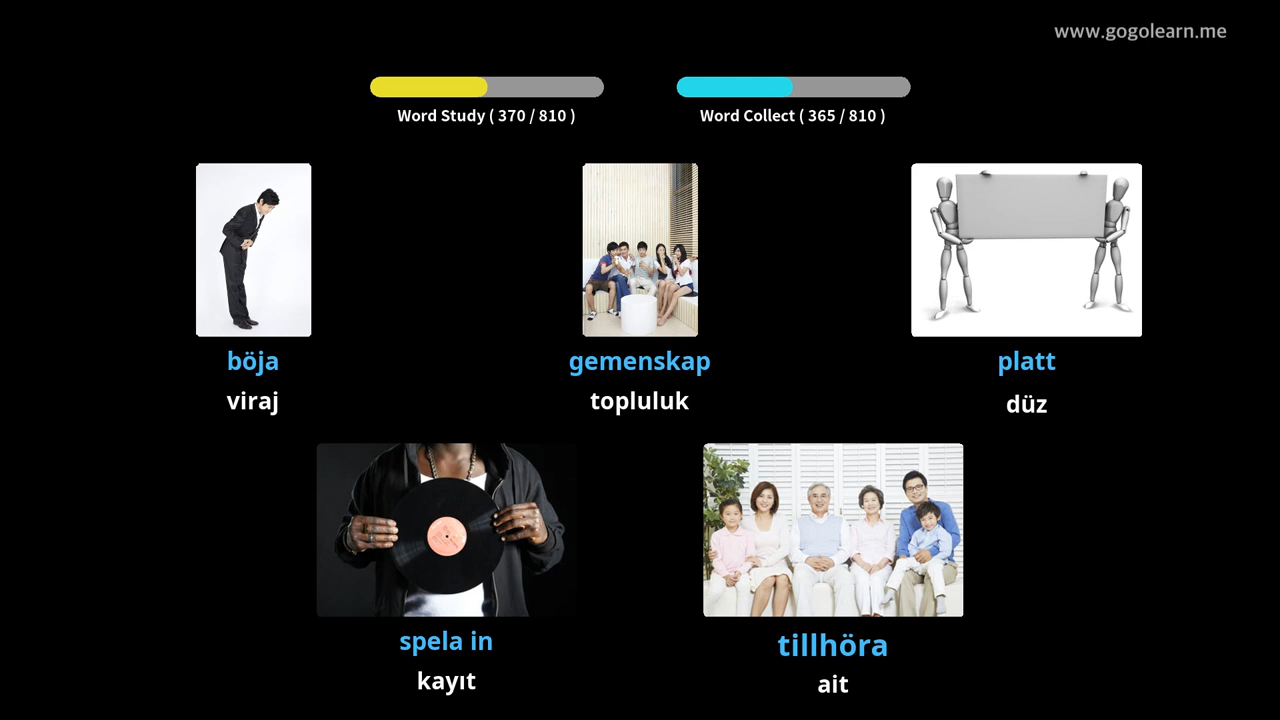 www.gogolearn.me
Word Study ( 370 / 810 )
Word Collect ( 365 / 810 )
böja
viraj
gemenskap
topluluk
platt
düz
spela in
kayıt
tillhöra
ait